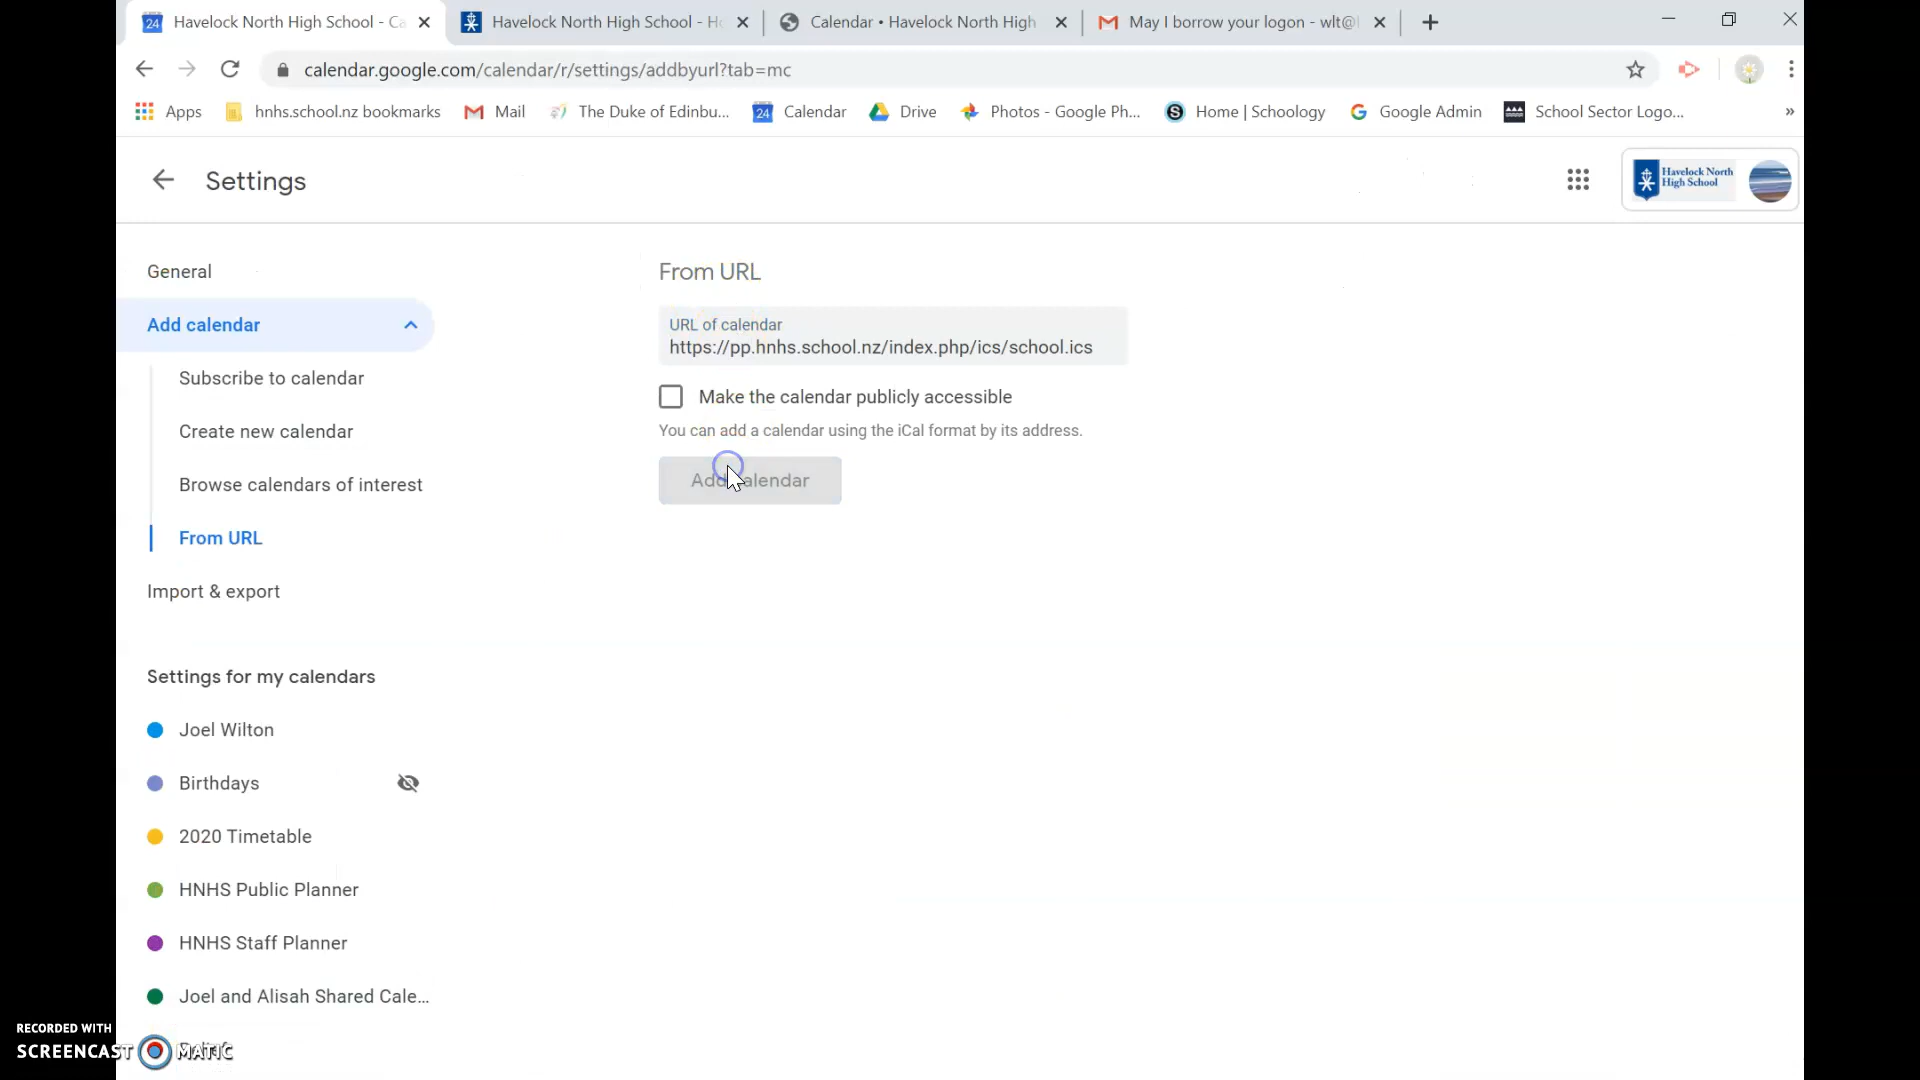 24 Havelock North High School - Ca
Havelock North High School - Ho
Calendar • Havelock North High
May I borrow your logon - wlt@
calendar.google.com/calendar/r/settings/addbyurl?tab=mc
Apps
hnhs.school.nz bookmarks
Mail
The Duke of Edinbu...
24 Calendar
Drive
Photos - Google Ph...
S Home | Schoology
G Google Admin
School Sector Logo...
»
Settings
Havelock North
High School
General
Add calendar
Subscribe to calendar
Create new calendar
Browse calendars of interest
From URL
Import & export
Settings for my calendars
Joel Wilton
Birthdays
2020 Timetable
HNHS Public Planner
HNHS Staff Planner
Joel and Alisah Shared Cale...
From URL
URL of calendar
https://pp.hnhs.school.nz/index.php/ics/school.ics
Make the calendar publicly accessible
You can add a calendar using the iCal format by its address.
Add calendar
RECORDED WITH
SCREENCAST MATIC